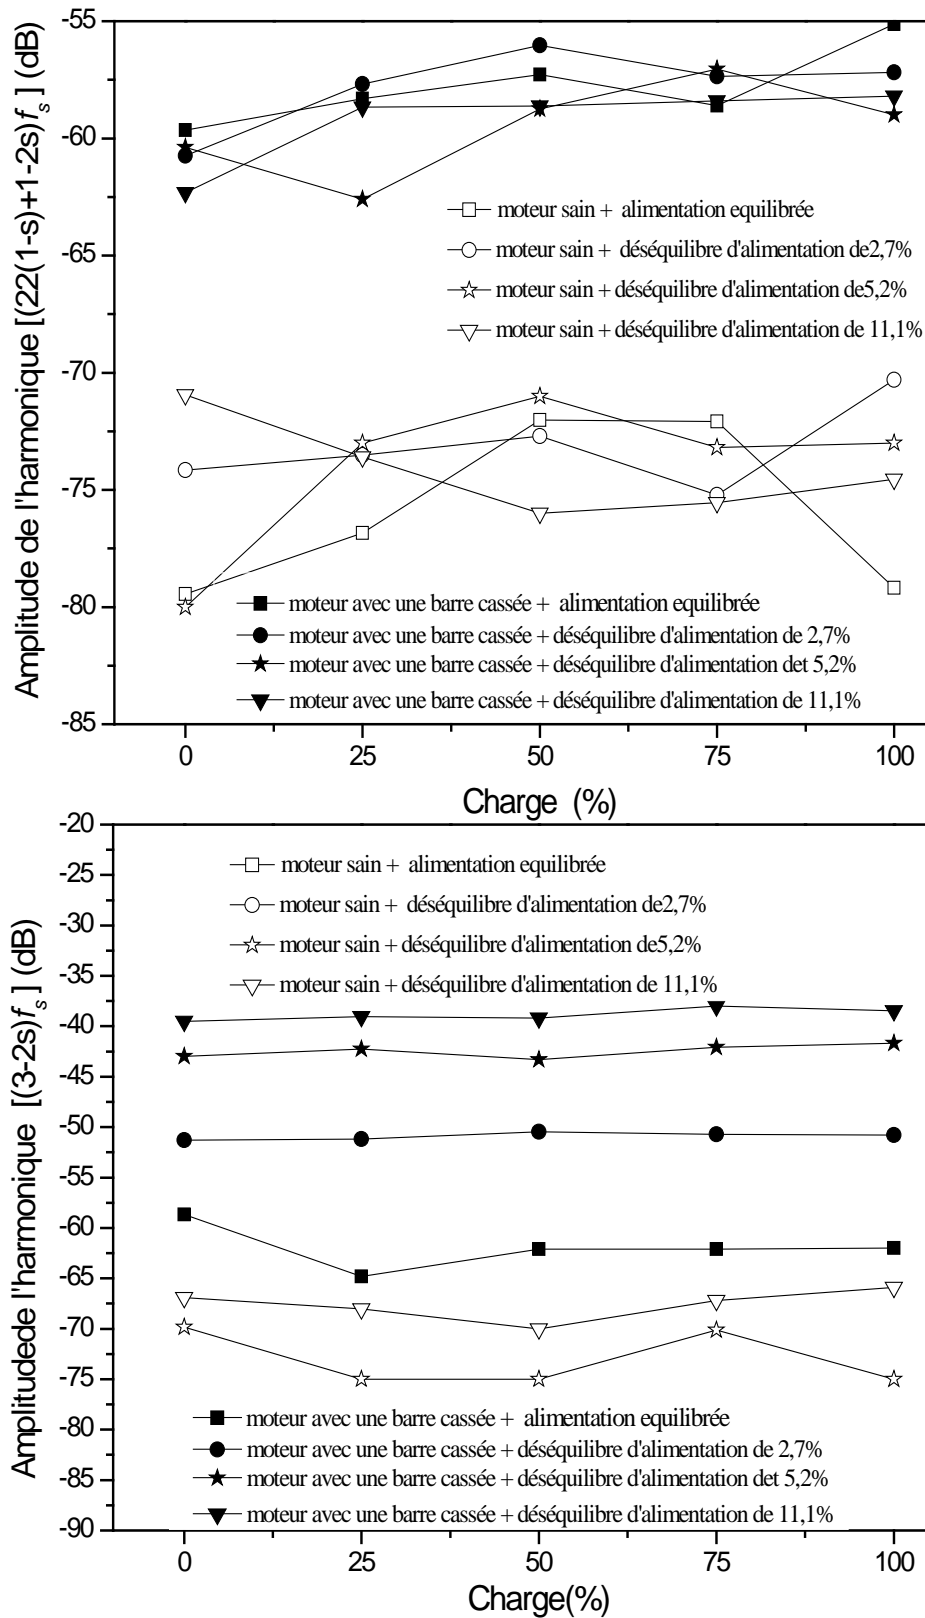 Amplitude de l'harmonique [(22(1-s)+1-2s)f_s] (dB)
-55
-60
-65
-70
-75
-80
-85
moteur sain + alimentation equilibrée
moteur sain + déséquilibre d'alimentation de2,7%
moteur sain + déséquilibre d'alimentation de5,2%
moteur sain + déséquilibre d'alimentation de 11,1%
moteur avec une barre cassée + alimentation equilibrée
moteur avec une barre cassée + déséquilibre d'alimentation de 2,7%
moteur avec une barre cassée + déséquilibre d'alimentation det 5,2%
moteur avec une barre cassée + déséquilibre d'alimentation de 11,1%
0 25 50 75 100
Charge (%)
Amplitudede l'harmonique [(3-2s)f_s] (dB)
-20
-25
-30
-35
-40
-45
-50
-55
-60
-65
-70
-75
-80
-85
-90
moteur sain + alimentation equilibrée
moteur sain + déséquilibre d'alimentation de2,7%
moteur sain + déséquilibre d'alimentation de5,2%
moteur sain + déséquilibre d'alimentation de 11,1%
moteur avec une barre cassée + alimentation equilibrée
moteur avec une barre cassée + déséquilibre d'alimentation de 2,7%
moteur avec une barre cassée + déséquilibre d'alimentation det 5,2%
moteur avec une barre cassée + déséquilibre d'alimentation de 11,1%
0 25 50 75 100
Charge(%)